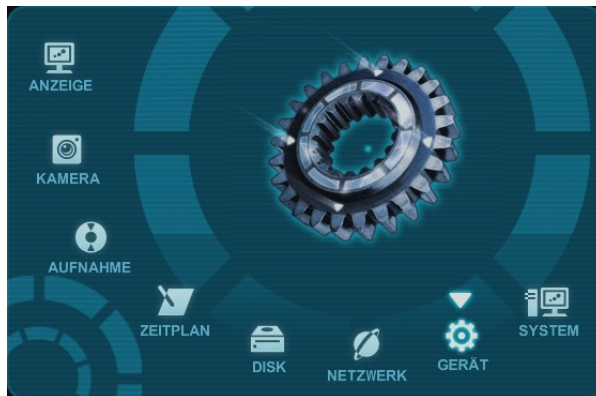 ANZEIGE
KAMERA
AUFNAHME
ZEITPLAN
DISK
NETZWERK
GERÄT
SYSTEM